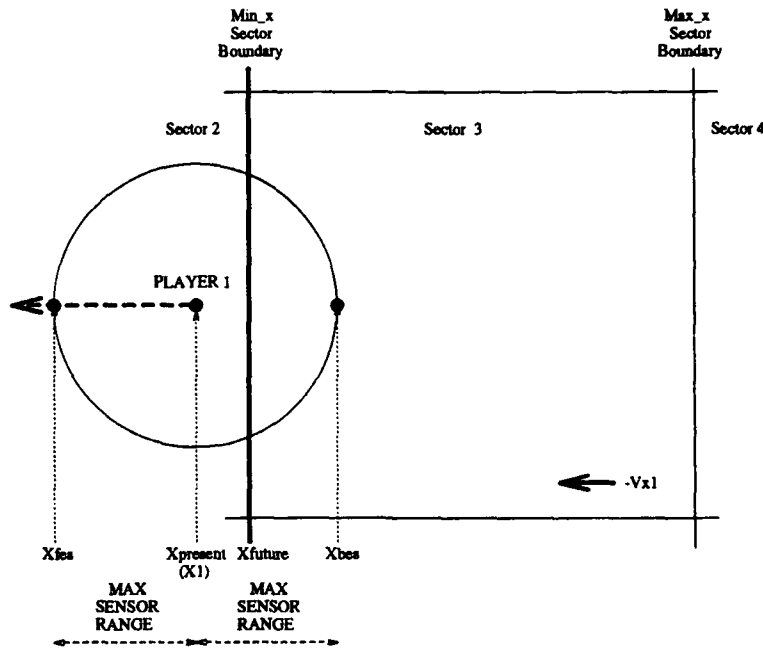 Min_x
Sector
Boundary
Max_x
Sector
Boundary
Sector 2
Sector 3
Sector 4
PLAYER 1
-Vx1
Xfes
Xpresent
(X1)
Xfuture
Xbes
MAX
SENSOR
RANGE
MAX
SENSOR
RANGE